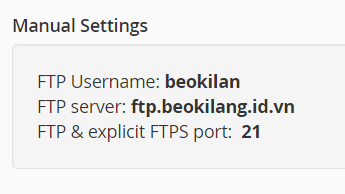 Manual Settings
FTP Username: beokilan
FTP server: ftp.beokilang.id.vn
FTP & explicit FTPS port: 21